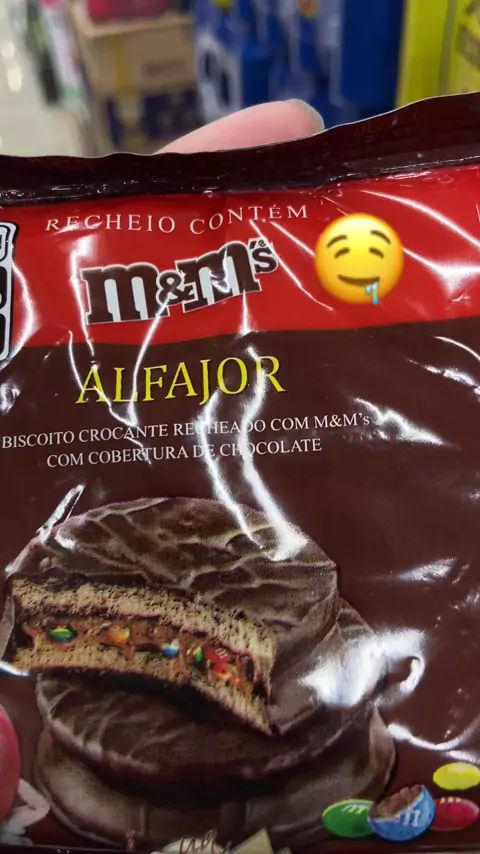 RECHEIO CONTÉM
m&m's
ALFAJOR
BISCOITO CROCANTE RECHEADO COM M&M's
COM COBERTURA DE CHOCOLATE